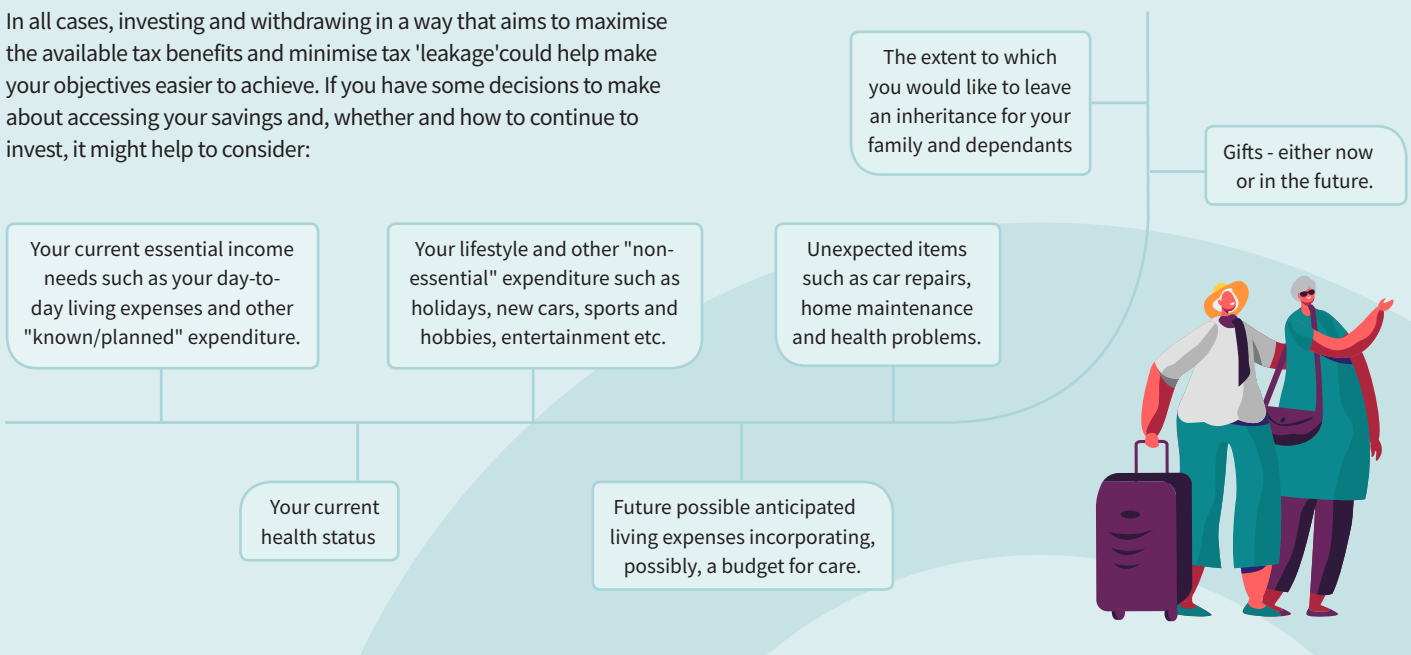 In all cases, investing and withdrawing in a way that aims to maximise
the available tax benefits and minimise tax 'leakage'could help make
your objectives easier to achieve. If you have some decisions to make
about accessing your savings and, whether and how to continue to
invest, it might help to consider:
Your current essential income
needs such as your day-to-
day living expenses and other
"known/planned" expenditure.
Your current
health status
Your lifestyle and other "non-
essential" expenditure such as
holidays, new cars, sports and
hobbies, entertainment etc.
Future possible anticipated
living expenses incorporating,
possibly, a budget for care.
Unexpected items
such as car repairs,
home maintenance
and health problems.
Gifts - either now
or in the future.
The extent to which
you would like to leave
an inheritance for your
family and dependants